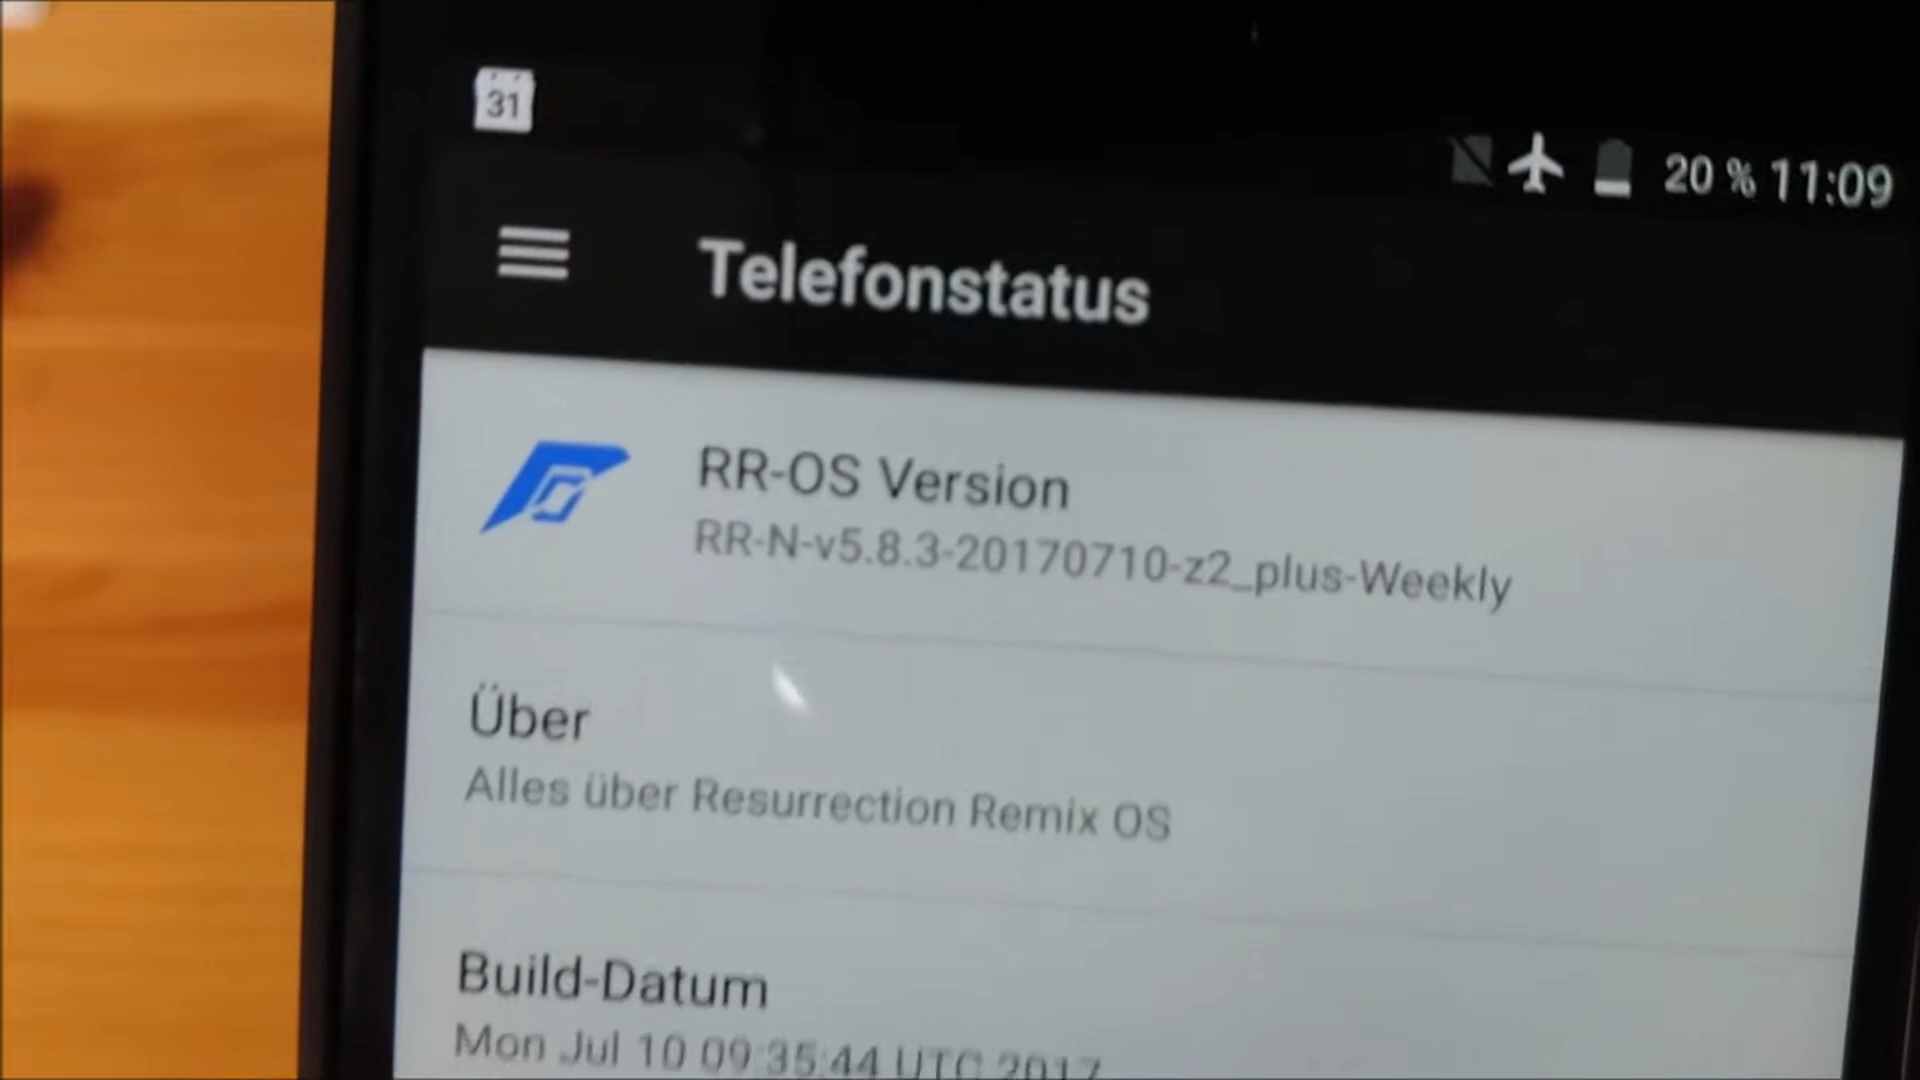 31
20 % 11:09
Telefonstatus
RR-OS Version
RR-N-v5.8.3-20170710-z2_plus-Weekly
Über
Alles über Resurrection Remix OS
Build-Datum
Mon Jul 10 09:35:44 UTC 2017